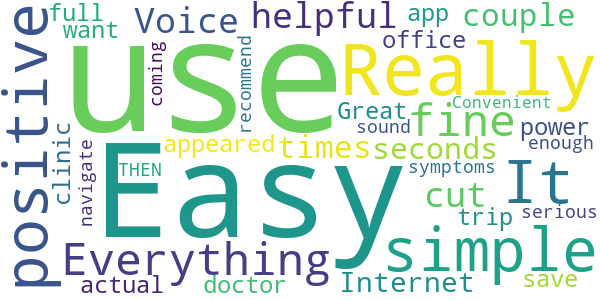 full
want
Voice
helpful
app
couple
positive
use
coming
recommend
office
Really
Convenient
Great
sound
fine
power
enough
clinic
navigate
appeared
times
seconds
THEN
Easy
symptoms
It
cut
trip
serious
Everything
simple
actual
doctor
Internet
save